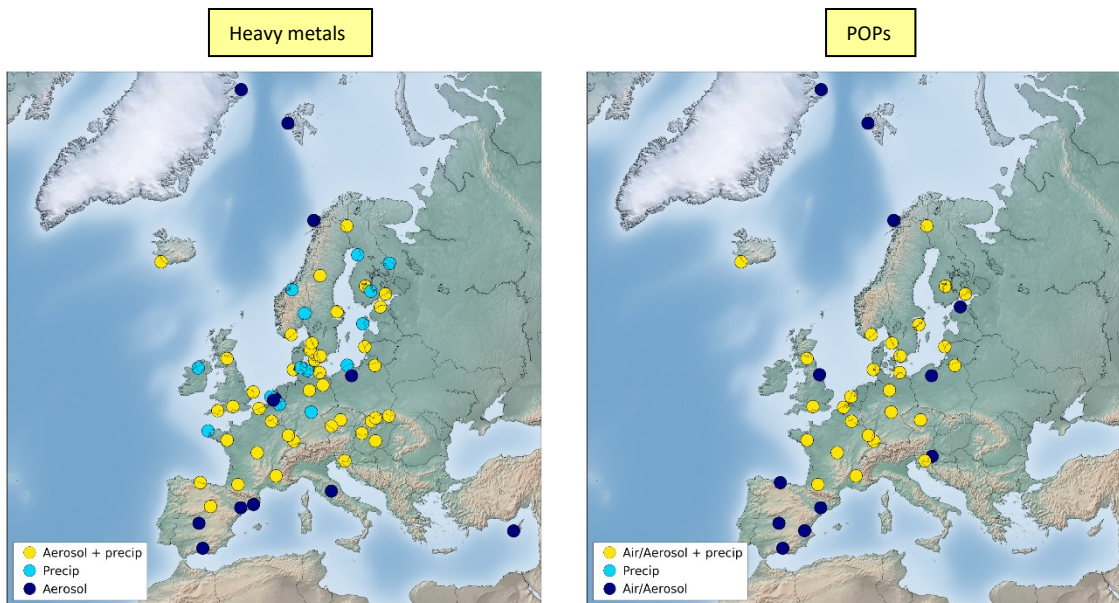 Heavy metals
POPs
Aerosol + precip
Precip
Aerosol
Air/Aerosol + precip
Precip
Air/Aerosol